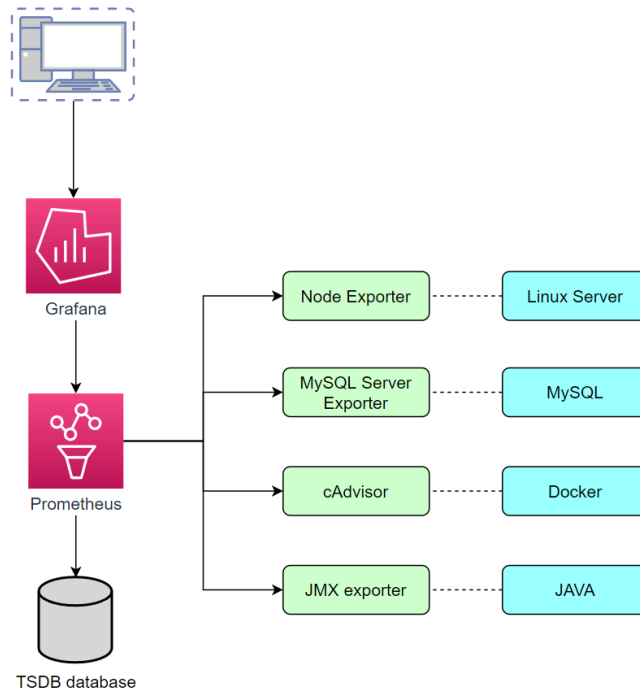 Grafana
Node Exporter
Linux Server
MySQL Server
Exporter
MySQL
Prometheus
cAdvisor
Docker
JMX exporter
JAVA
TSDB database